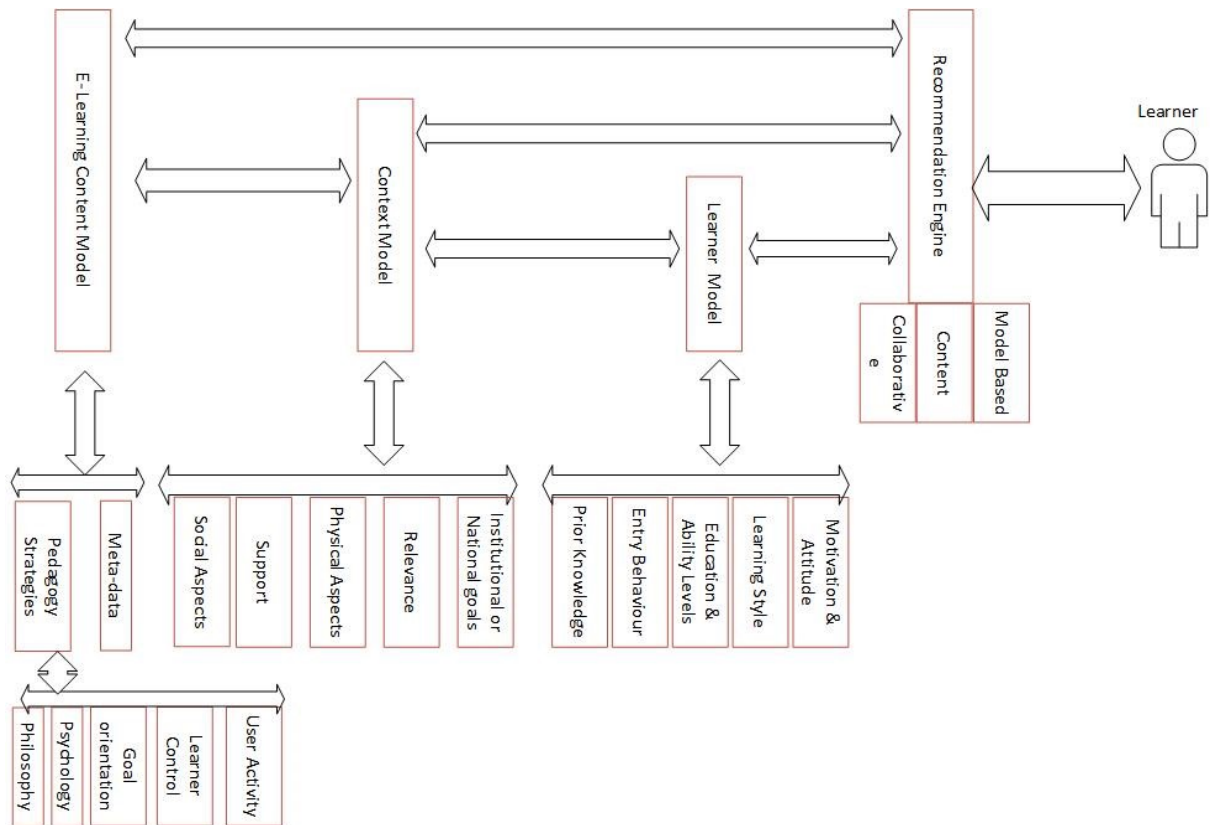 E- Learning Content Model
Context Model
Learner Model
Recommendation Engine
Learner
Collaborativ
e
Content
Model Based
Pedagogy
Strategies
Meta-data
Social Aspects
Support
Physical Aspects
Relevance
Institutional or
National goals
Prior Knowledge
Entry Behaviour
Education &
Ability Levels
Learning Style
Motivation &
Attitude
Philosophy
Psychology
Goal
orientation
Learner
Control
User Activity